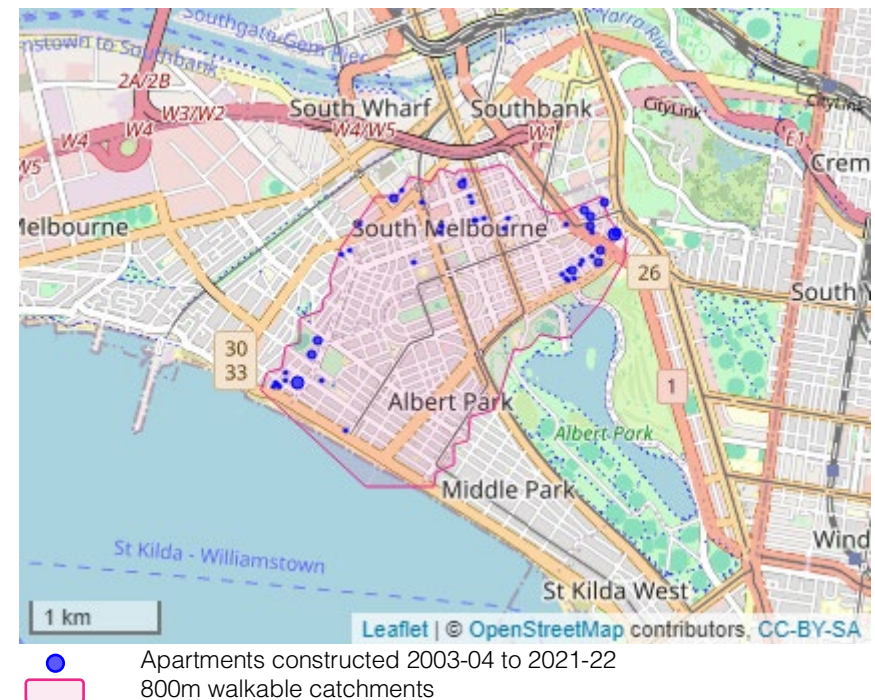 Southgate-Gem Pier
Yarra River
nstown to Southbank
2A/2B
CityLink
CityLink
South Wharf
Southbank
W3/W2
W4
W4
W4/W5
W1
E1
W5
Crem
Melbourne
South Melbourne
26
South Y
30
33
1
Albert Park
Albert Park
Middle Park
Wind
St Kilda - Williamstown
St Kilda West
1 km
Leaflet | © OpenStreetMap contributors, CC-BY-SA
Apartments constructed 2003-04 to 2021-22
800m walkable catchments